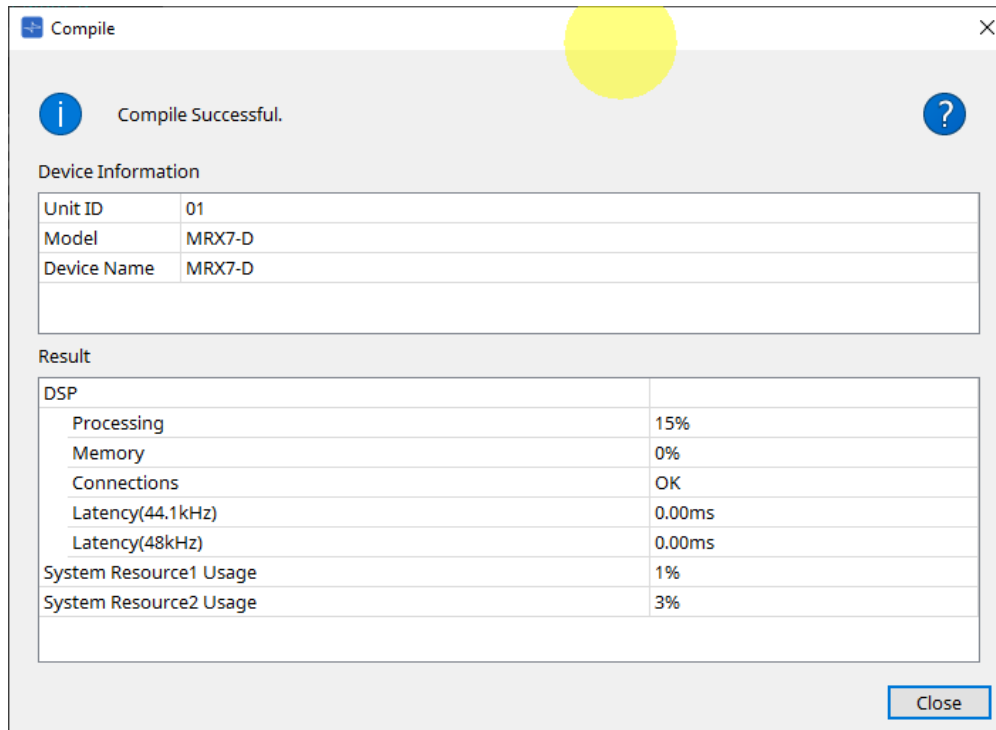 Compile
Compile Successful.
Device Information
Unit ID 01
Model MRX7-D
Device Name MRX7-D
Result
DSP
Processing 15%
Memory 0%
Connections OK
Latency(44.1kHz) 0.00ms
Latency(48kHz) 0.00ms
System Resource1 Usage 1%
System Resource2 Usage 3%
Close